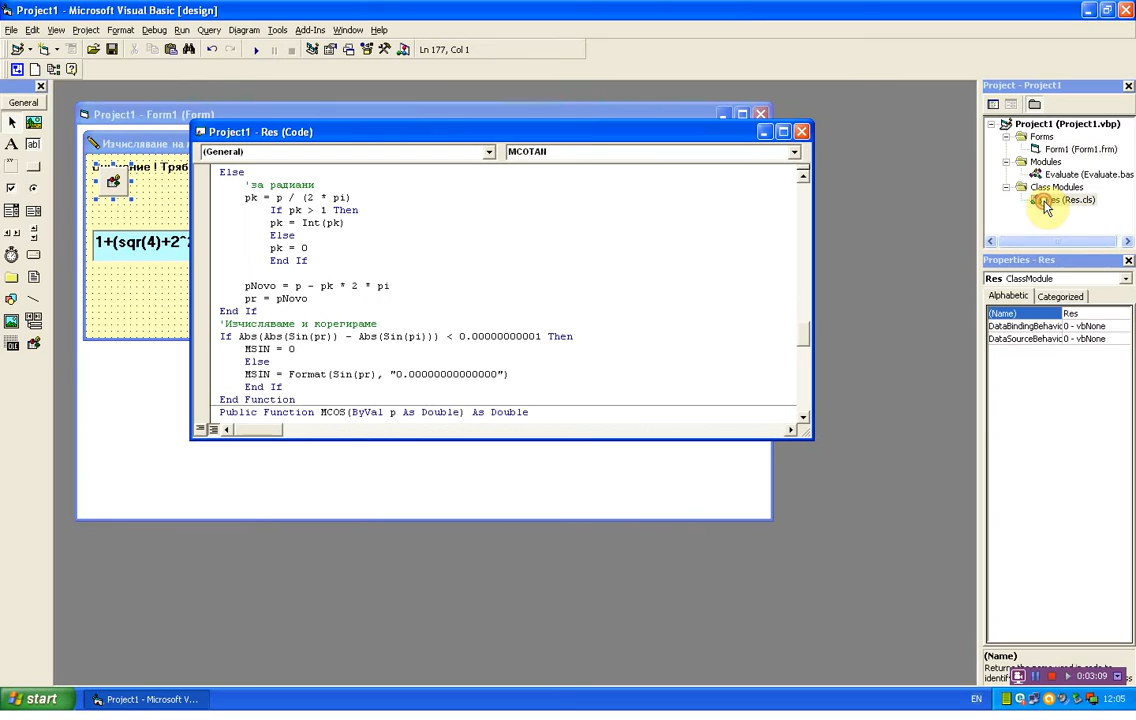 Project1 - Microsoft Visual Basic [design]
File Edit View Project Format Debug Run Query Diagram Tools Add-Ins Window Help
Ln 177, Col 1
General
Project1 - Form1 (Form)
1+(sqr(4)+2^
Project1 - Res (Code)
(General)
MCOTAN
Else
'за радиани
pk = p / (2 * pi)
If pk > 1 Then
pk = Int(pk)
Else
pk = 0
End If
pNovo = p - pk * 2 * pi
pr = pNovo
End If
'Изчисляваме и корегираме
If Abs(Abs(Sin(pr)) - Abs(Sin(pi))) < 0.00000000001 Then
MSIN = 0
Else
MSIN = Format(Sin(pr), "0.00000000000000")
End If
End Function
Public Function MCOS(ByVal p As Double) As Double
Project - Project1
Project1 (Project1.vbp)
Forms
Form1 (Form1.frm)
Modules
Evaluate (Evaluate.bas
Class Modules
(Res.cls)
Properties - Res
Res ClassModule
Alphabetic Categorized
(Name) Res
DataBindingBehavic 0 - vbNone
DataSourceBehavic 0 - vbNone
(Name)
0:03:09
start
Project1 - Microsoft V...
EN
12:05